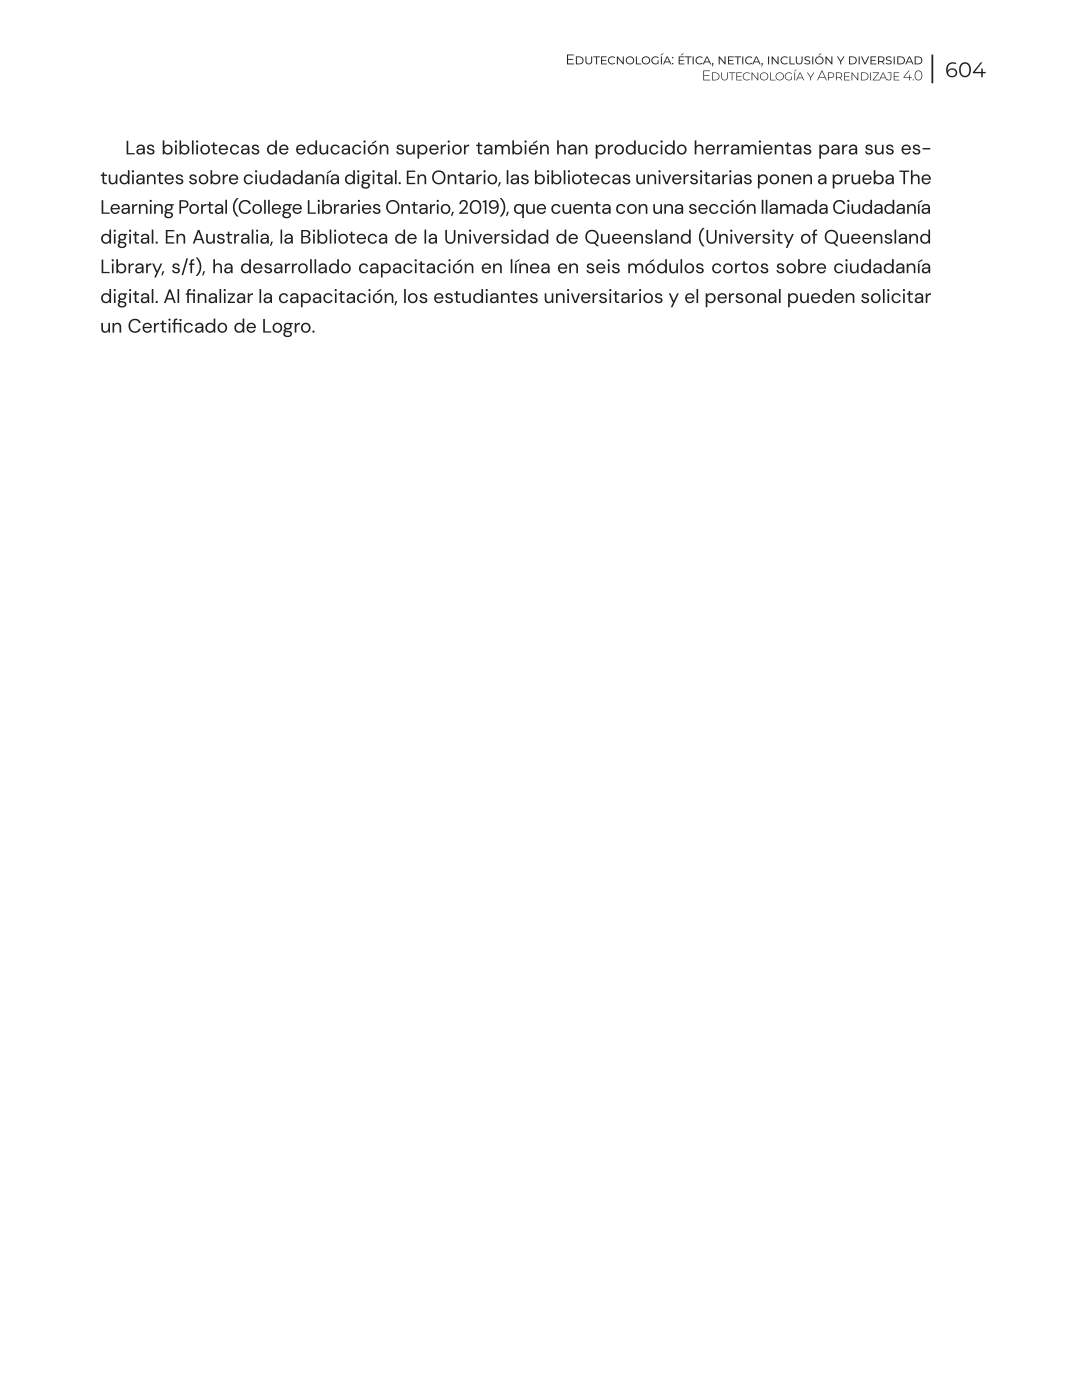 Edutecnología: ética, netica, inclusión y diversidad
Edutecnología y Aprendizaje 4.0
604
Las bibliotecas de educación superior también han producido herramientas para sus es-
tudiantes sobre ciudadanía digital. En Ontario, las bibliotecas universitarias ponen a prueba The
Learning Portal (College Libraries Ontario, 2019), que cuenta con una sección llamada Ciudadanía
digital. En Australia, la Biblioteca de la Universidad de Queensland (University of Queensland
Library, s/f), ha desarrollado capacitación en línea en seis módulos cortos sobre ciudadanía
digital. Al finalizar la capacitación, los estudiantes universitarios y el personal pueden solicitar
un Certificado de Logro.